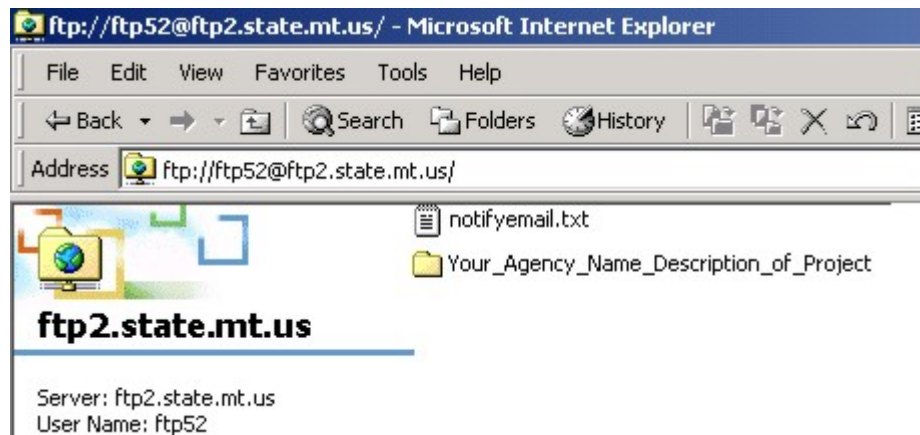 ftp://ftp52@ftp2.state.mt.us/ - Microsoft Internet Explorer
File Edit View Favorites Tools Help
Back Search Folders History
Address ftp://ftp52@ftp2.state.mt.us/
notifyemail.txt
Your_Agency_Name_Description_of_Project
ftp2.state.mt.us
Server: ftp2.state.mt.us
User Name: ftp52